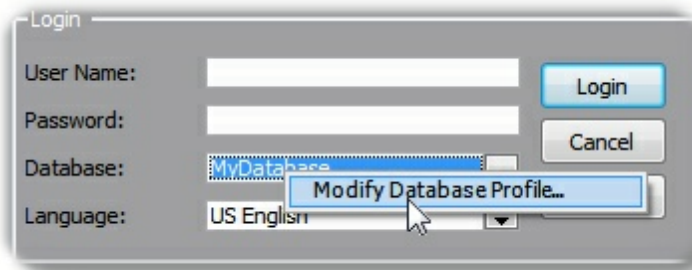 Login
User Name:
Login
Password:
Cancel
Database: MyDatabase
Modify Database Profile...
Language: US English